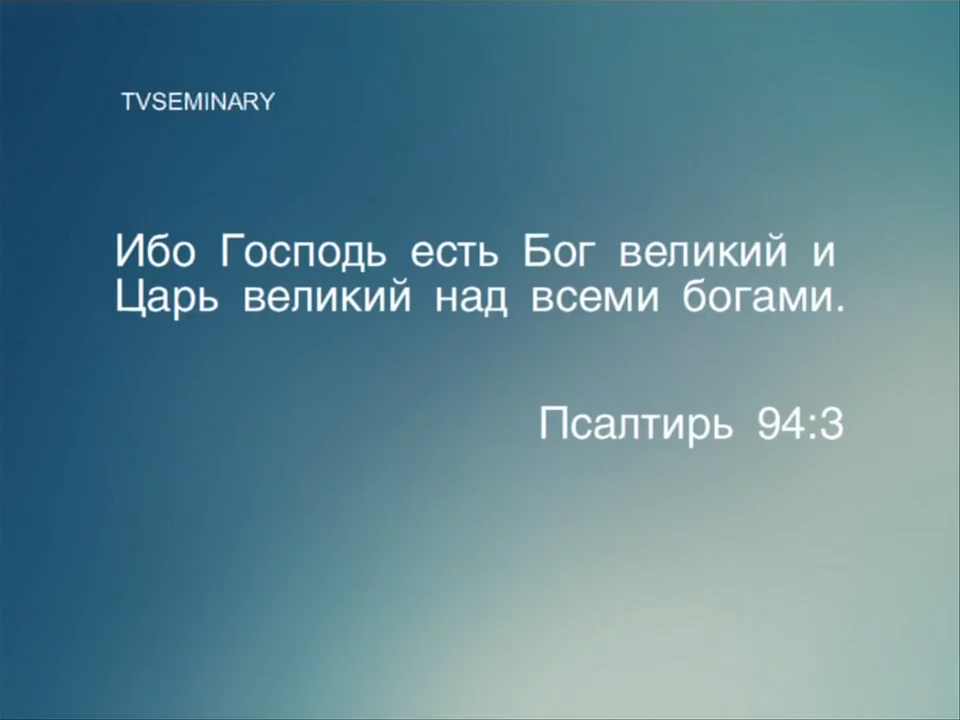 TVSEMINARY
Ибо Господь есть Бог великий и
Царь великий над всеми богами.
Псалтирь 94:3